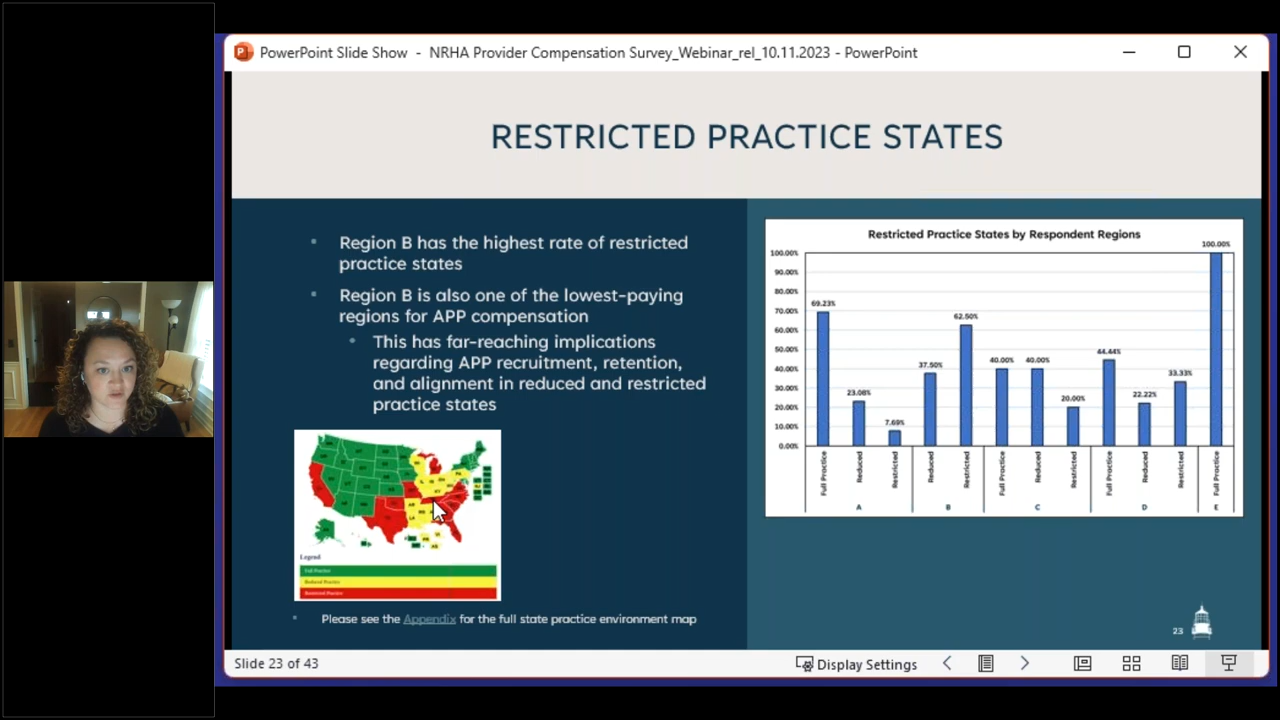 PowerPoint Slide Show - NRHA Provider Compensation Survey_Webinar_rel_10.11.2023 - PowerPoint
RESTRICTED PRACTICE STATES
Region B has the highest rate of restricted
practice states
Region B is also one of the lowest-paying
regions for APP compensation
This has far-reaching implications
regarding APP recruitment, retention,
and alignment in reduced and restricted
practice states
Legend
Full Practice
Reduced Practice
Restricted Practice
Please see the Appendix for the full state practice environment map
Restricted Practice States by Respondent Regions
100.00%
90.00%
80.00%
70.00%
60.00%
50.00%
40.00%
30.00%
20.00%
10.00%
0.00%
69.23%
23.08%
7.69%
37.50%
62.50%
40.00%
40.00%
20.00%
44.44%
22.22%
33.33%
100.00%
Full Practice
Reduced
Restricted
Reduced
Restricted
Full Practice
Reduced
Restricted
Full Practice
Reduced
Restricted
Full Practice
A
B
C
D
E
23
Slide 23 of 43
Display Settings